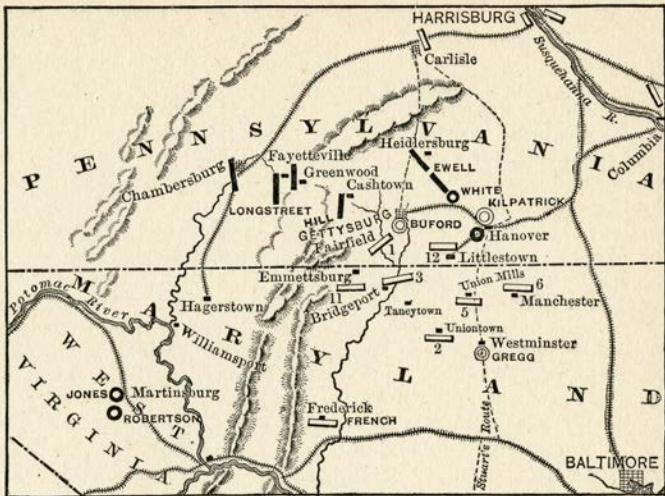 HARRISBURG
Carlisle
Susquehanna R.
Columbia
PENNSYLVANIA
Heidlersburg
EWELL
Fayetteville
Greenwood
Cashtown
Chambersburg
LONGSTREET
HILL
GETTYSBURG
WHITE
KILPATRICK
BUFORD
Hanover
Fairfield
1
12
Littlestown
Emmettsburg
11
Bridgeport
3
Union Mills
5
6
Manchester
Taneytown
Hagerstown
Potomac River
MARYLAND
Williamsport
Uniontown
2
Westminster
GREGG
WEST
VIRGINIA
JONES
Martinsburg
ROBERTSON
Frederick
FRENCH
Stuart's Route
BALTIMORE